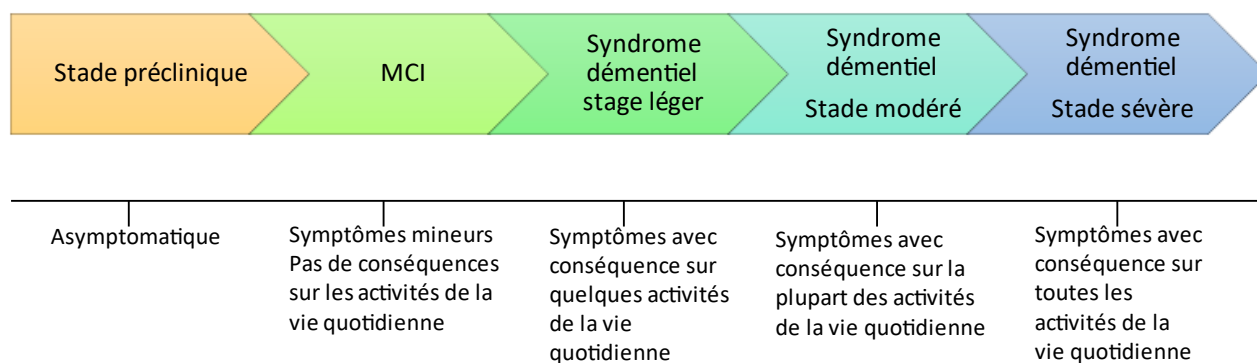 Stade préclinique
MCI
Syndrome
démentiel
stage léger
Syndrome
démentiel
Stade modéré
Syndrome
démentiel
Stade sévère
Asymptomatique
Symptômes mineurs
Pas de conséquences
sur les activités de la
vie quotidienne
Symptômes avec
conséquence sur
quelques activités
de la vie
quotidienne
Symptômes avec
conséquence sur la
plupart des activités
de la vie quotidienne
Symptômes avec
conséquence sur
toutes les
activités de la
vie quotidienne